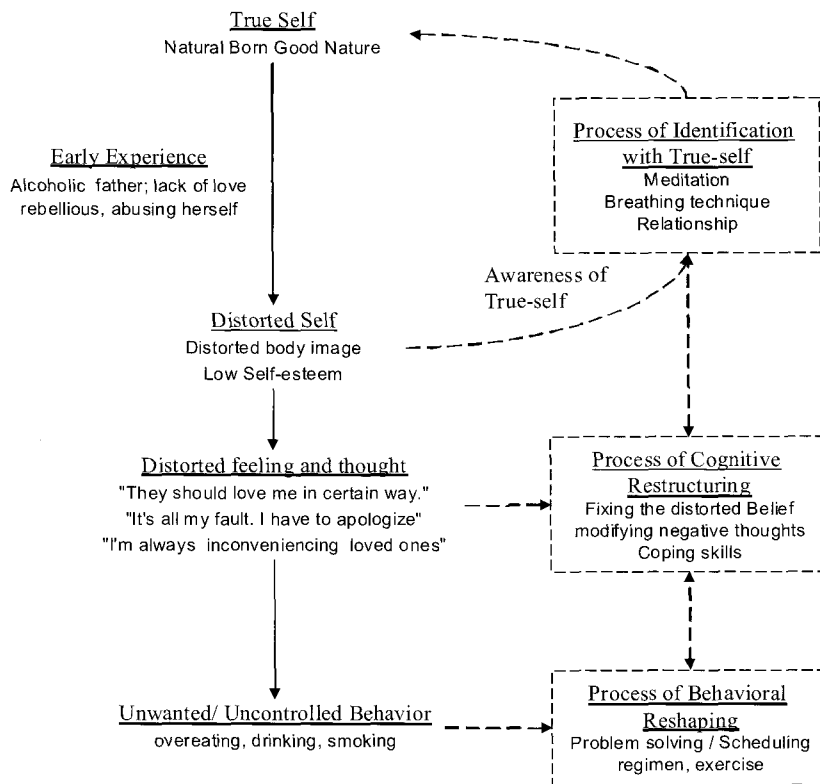 True Self
Natural Born Good Nature
Process of Identification
with True-self
Meditation
Breathing technique
Relationship
Early Experience
Alcoholic father; lack of love
rebellious, abusing herself
Awareness of
True-self
Distorted Self
Distorted body image
Low Self-esteem
Distorted feeling and thought
"They should love me in certain way."
"It's all my fault. I have to apologize"
"I'm always inconveniencing loved ones"
Process of Cognitive
Restructuring
Fixing the distorted Belief
modifying negative thoughts
Coping skills
Unwanted/ Uncontrolled Behavior
overeating, drinking, smoking
Process of Behavioral
Reshaping
Problem solving / Scheduling
regimen, exercise